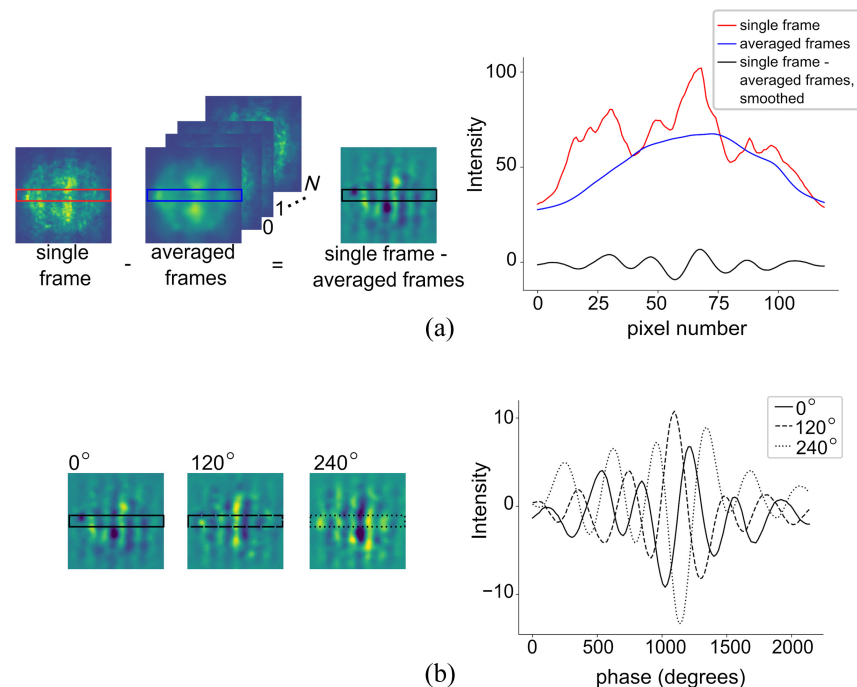 single frame
averaged frames
single frame -
averaged frames,
smoothed
100
50
0
Intensity
0 25 50 75 100
pixel number
N
1
0
single
frame
-
averaged
frames
=
single frame -
averaged frames
(a)
0° 120° 240°
0°
120°
240°
10
0
−10
Intensity
0 500 1000 1500 2000
phase (degrees)
(b)